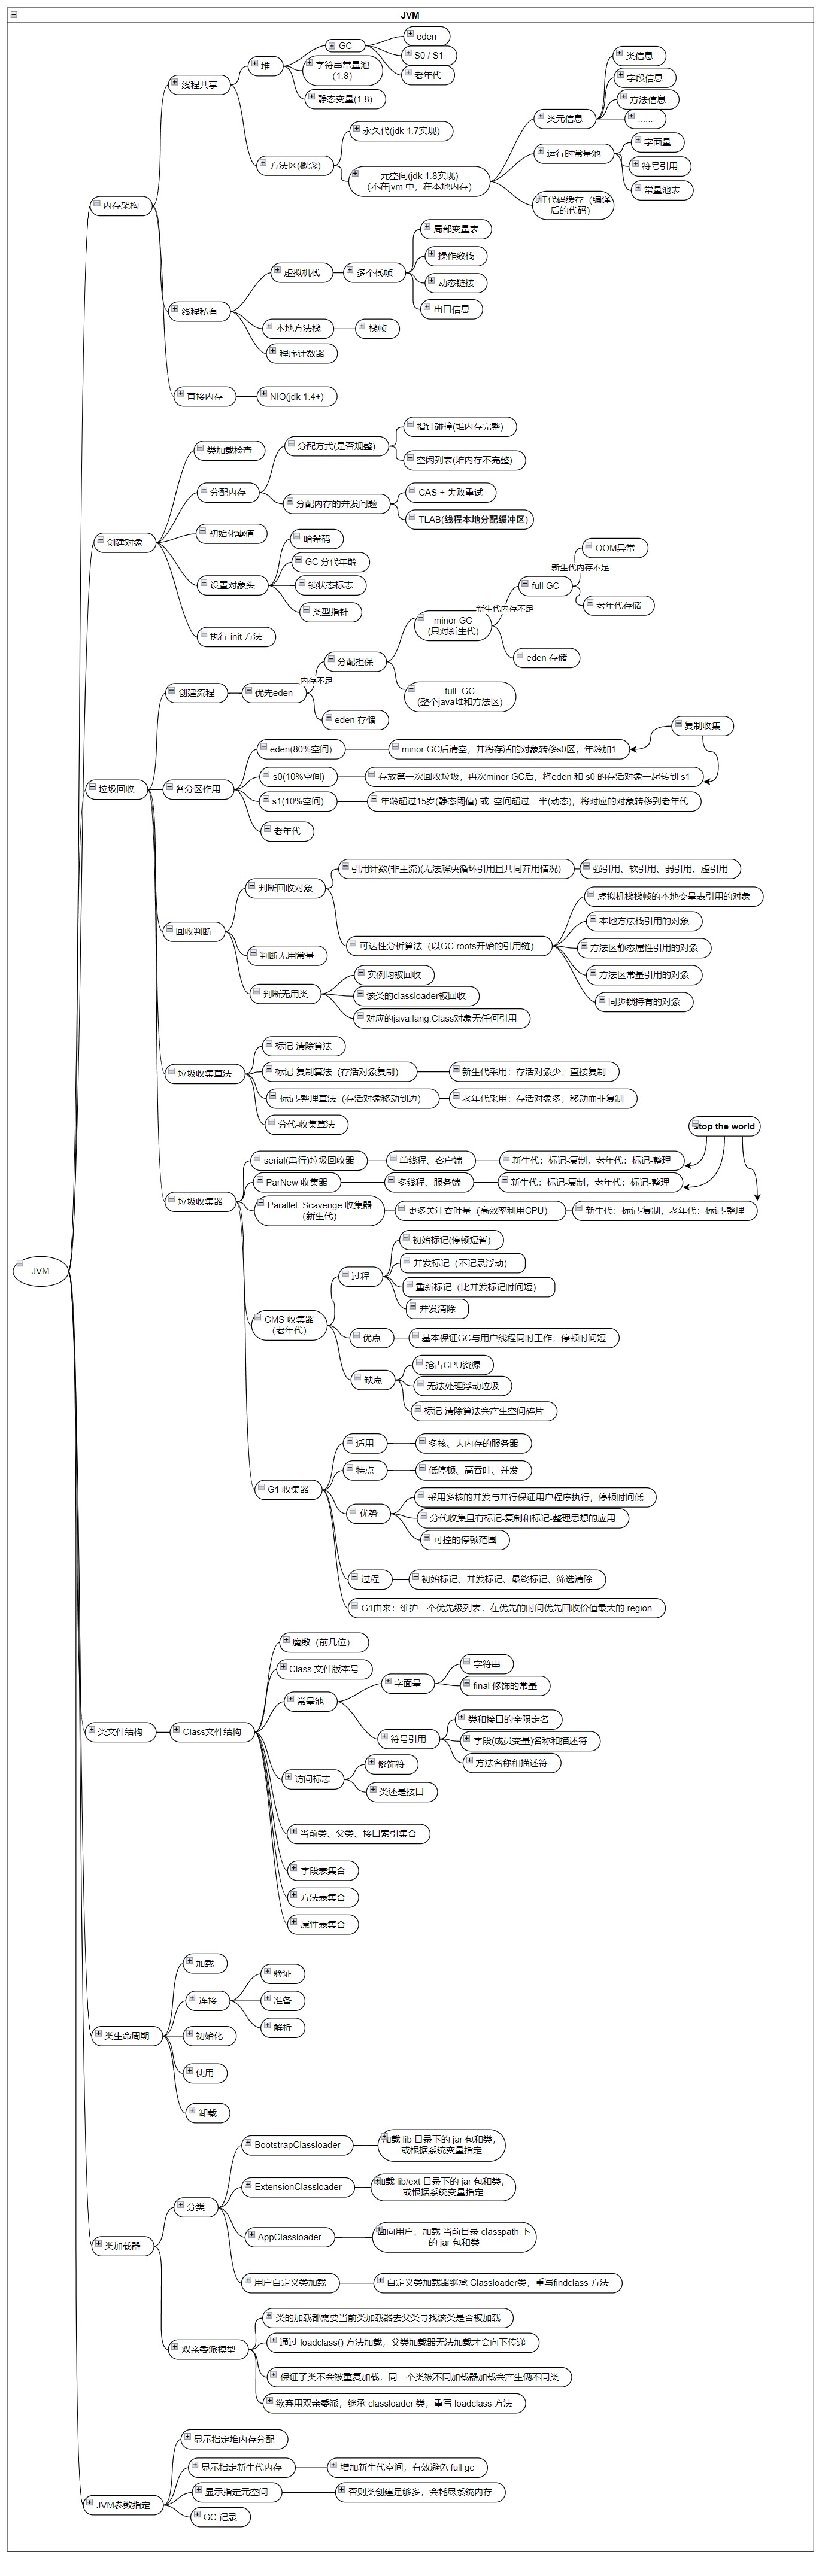 JVM
JVM
内存架构
线程共享
堆
GC
eden
S0 / S1
老年代
字符串常量池
(1.8)
静态变量(1.8)
方法区(概念)
永久代(jdk 1.7实现)
元空间(jdk 1.8实现)
(不在jvm 中，在本地内存)
类元信息
类信息
字段信息
方法信息
......
运行时常量池
字面量
符号引用
常量池表
JIT代码缓存（编译
后的代码)
线程私有
虚拟机栈
多个栈帧
局部变量表
操作数栈
动态链接
出口信息
本地方法栈
栈帧
程序计数器
直接内存
NIO(jdk 1.4+)
创建对象
类加载检查
分配内存
分配方式(是否规整)
指针碰撞(堆内存完整)
空闲列表(堆内存不完整)
分配内存的并发问题
CAS + 失败重试
TLAB(线程本地分配缓冲区)
初始化零值
设置对象头
哈希码
GC 分代年龄
锁状态标志
类型指针
执行 init 方法
垃圾回收
创建流程
优先eden
内存不足
分配担保
minor GC
(只对新生代)
新生代内存不足
full GC
新生代内存不足
OOM异常
老年代存储
eden 存储
full GC
(整个java堆和方法区)
eden 存储
各分区作用
eden(80%空间)
minor GC后清空，并将存活的对象转移s0区，年龄加1
复制收集
s0(10%空间)
存放第一次回收垃圾，再次minor GC后，将eden 和 s0 的存活对象一起转到 s1
s1(10%空间)
年龄超过15岁(静态阈值) 或 空间超过一半(动态)，将对应的对象转移到老年代
老年代
回收判断
判断回收对象
引用计数(非主流)(无法解决循环引用且共同弃用情况)
强引用、软引用、弱引用、虚引用
可达性分析算法（以GC roots开始的引用链）
虚拟机栈栈帧的本地变量表引用的对象
本地方法栈引用的对象
方法区静态属性引用的对象
方法区常量引用的对象
同步锁持有的对象
判断无用常量
判断无用类
实例均被回收
该类的classloader被回收
对应的java.lang.Class对象无任何引用
垃圾收集算法
标记-清除算法
标记-复制算法（存活对象复制）
新生代采用：存活对象少，直接复制
标记-整理算法（存活对象移动到边）
老年代采用：存活对象多，移动而非复制
分代-收集算法
垃圾收集器
stop the world
serial(串行)垃圾回收器
单线程、客户端
新生代：标记-复制，老年代：标记-整理
ParNew 收集器
多线程、服务端
新生代：标记-复制，老年代：标记-整理
Parallel Scavenge 收集器
(新生代)
更多关注吞吐量（高效率利用CPU）
新生代：标记-复制，老年代：标记-整理
CMS 收集器
(老年代)
过程
初始标记(停顿短暂)
并发标记（不记录浮动）
重新标记（比并发标记时间短）
并发清除
优点
基本保证GC与用户线程同时工作，停顿时间短
缺点
抢占CPU资源
无法处理浮动垃圾
标记-清除算法会产生空间碎片
G1 收集器
适用
多核、大内存的服务器
特点
低停顿、高吞吐、并发
优势
采用多核的并发与并行保证用户程序执行，停顿时间低
分代收集且有标记-复制和标记-整理思想的应用
可控的停顿范围
过程
初始标记、并发标记、最终标记、筛选清除
G1由来：维护一个优先级列表，在优先的时间优先回收价值最大的 region
类文件结构
Class文件结构
魔数（前几位）
Class 文件版本号
常量池
字面量
字符串
final 修饰的常量
符号引用
类和接口的全限定名
字段(成员变量)名称和描述符
方法名称和描述符
访问标志
修饰符
类还是接口
当前类、父类、接口索引集合
字段表集合
方法表集合
属性表集合
类生命周期
加载
连接
验证
准备
解析
初始化
使用
卸载
类加载器
分类
BootstrapClassloader
加载 lib 目录下的 jar 包和类，
或根据系统变量指定
ExtensionClassloader
加载 lib/ext 目录下的 jar 包和类，
或根据系统变量指定
AppClassloader
面向用户，加载 当前目录 classpath 下
的 jar 包和类
用户自定义类加载
自定义类加载器继承 Classloader类，重写findclass 方法
双亲委派模型
类的加载都需要当前类加载器去父类寻找该类是否被加载
通过 loadclass() 方法加载，父类加载器无法加载才会向下传递
保证了类不会被重复加载，同一个类被不同加载器加载会产生俩不同类
欲弃用双亲委派，继承 classloader 类，重写 loadclass 方法
JVM参数指定
显示指定堆内存分配
显示指定新生代内存
增加新生代空间，有效避免 full gc
显示指定元空间
否则类创建足够多，会耗尽系统内存
GC 记录